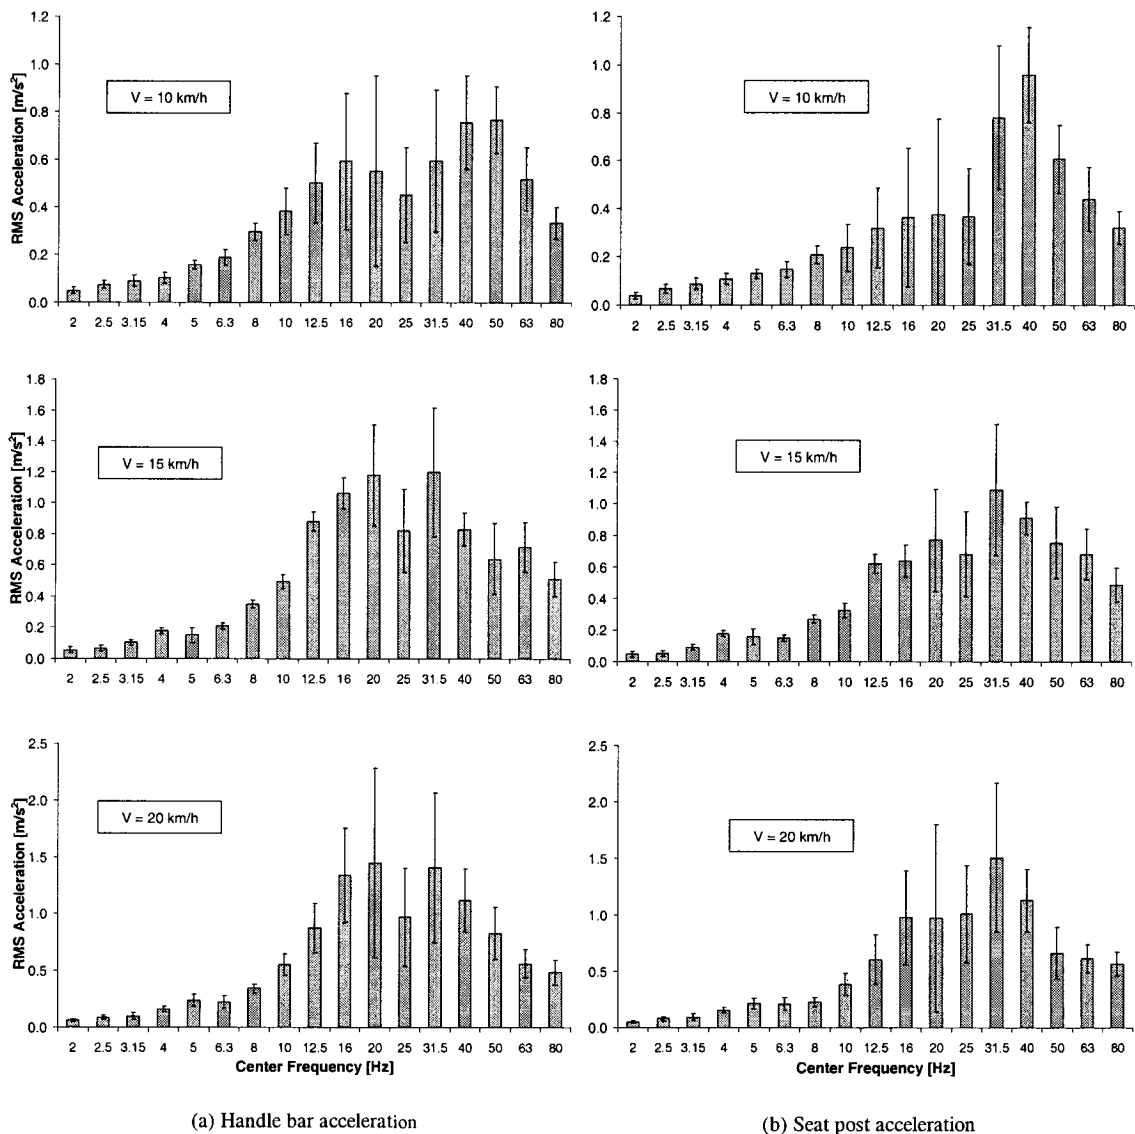 1.2
1.0
0.8
0.6
0.4
0.2
0.0
RMS Acceleration [m/s²]
V = 10 km/h
2 2.5 3.15 4 5 6.3 8 10 12.5 16 20 25 31.5 40 50 63 80
1.2
1.0
0.8
0.6
0.4
0.2
0.0
V = 10 km/h
2 2.5 3.15 4 5 6.3 8 10 12.5 16 20 25 31.5 40 50 63 80
1.8
1.6
1.4
1.2
1.0
0.8
0.6
0.4
0.2
0.0
RMS Acceleration [m/s²]
V = 15 km/h
2 2.5 3.15 4 5 6.3 8 10 12.5 16 20 25 31.5 40 50 63 80
1.8
1.6
1.4
1.2
1.0
0.8
0.6
0.4
0.2
0.0
V = 15 km/h
2 2.5 3.15 4 5 6.3 8 10 12.5 16 20 25 31.5 40 50 63 80
2.5
2.0
1.5
1.0
0.5
0.0
RMS Acceleration [m/s²]
V = 20 km/h
2 2.5 3.15 4 5 6.3 8 10 12.5 16 20 25 31.5 40 50 63 80
Center Frequency [Hz]
2.5
2.0
1.5
1.0
0.5
0.0
V = 20 km/h
2 2.5 3.15 4 5 6.3 8 10 12.5 16 20 25 31.5 40 50 63 80
Center Frequency [Hz]
(a) Handle bar acceleration
(b) Seat post acceleration